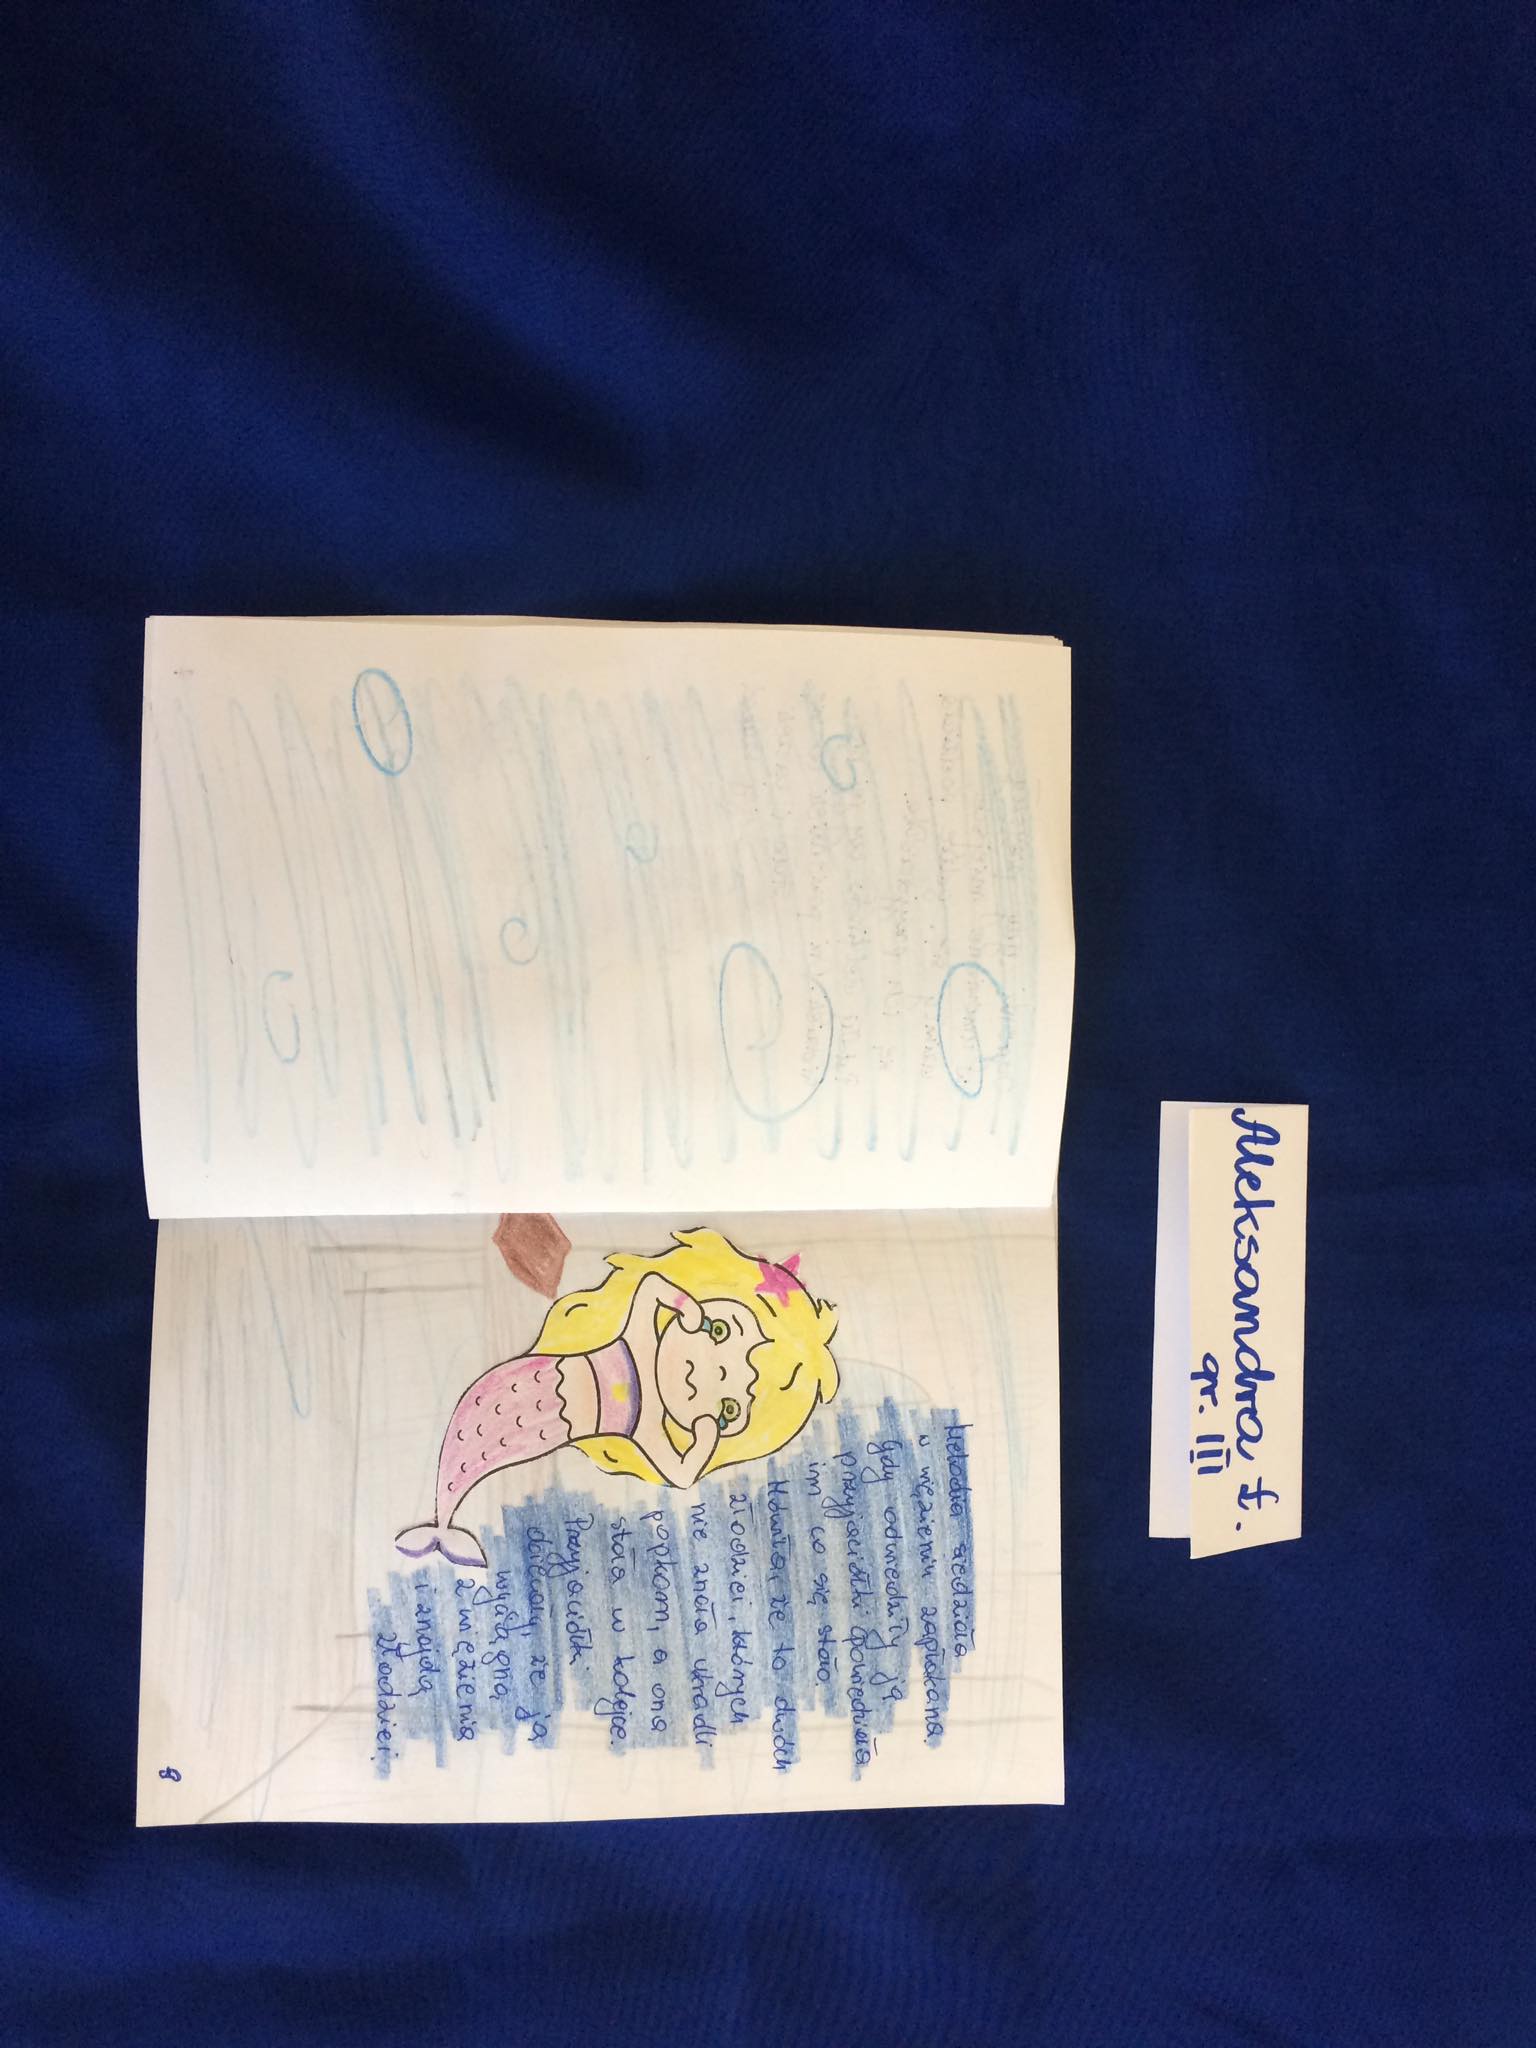 Melodia siedziała
w więzieniu zapłakana.
Gdy odwiedziły ją
przyjaciółki opowiedziała
im co się stało.
Mówiła, że to dwóch
złodziei, których
nie znała ukradli
popkorn, a ona
stała w kolejce.
Przyjaciółki
dziewczyny, że ją
wyciągną
z więzienia
i znajdą
złodziei.
8
Aleksandra Ł.
gr. III